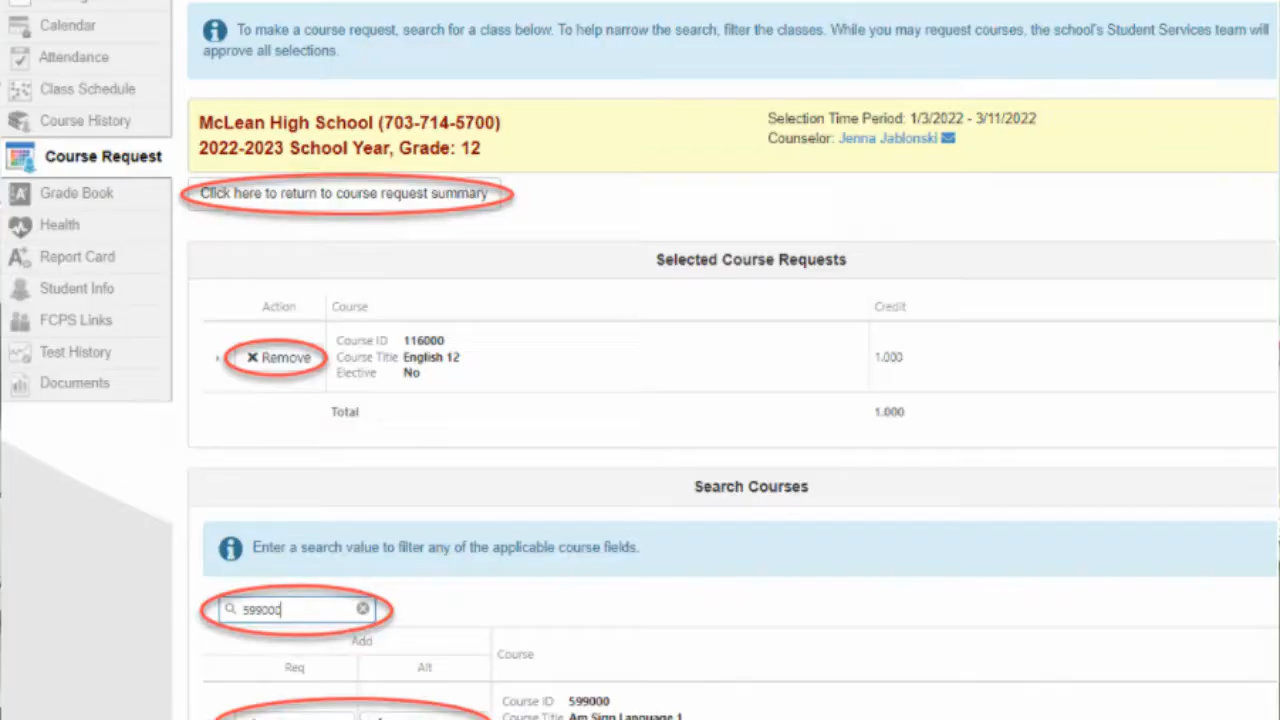 Calendar
Attendance
Class Schedule
Course History
Course Request
Grade Book
Health
Report Card
Student Info
FCPS Links
Test History
Documents
To make a course request, search for a class below. To help narrow the search, filter the classes. While you may request courses, the school's Student Services team will
approve all selections.
McLean High School (703-714-5700)
2022-2023 School Year, Grade: 12
Selection Time Period: 1/3/2022 - 3/11/2022
Counselor: Jenna Jablonski
Click here to return to course request summary
Selected Course Requests
Action Course Credit
Remove
Course ID 116000
Course Title English 12
Elective No
1.000
Total 1.000
Search Courses
Enter a search value to filter any of the applicable course fields.
599000
Add
Req Alt
Course
Course ID 599000
Course Title Am Sign Language 1